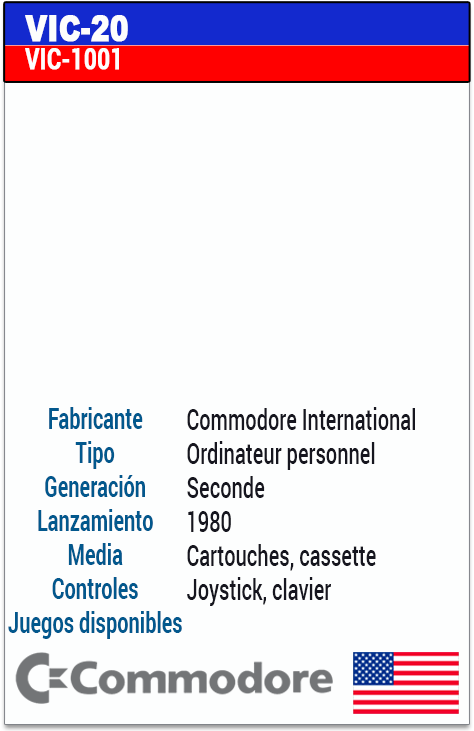 VIC-20
VIC-1001
Fabricante Commodore International
Tipo Ordinateur personnel
Generación Seconde
Lanzamiento 1980
Media Cartouches, cassette
Controles Joystick, clavier
Juegos disponibles
Commodore